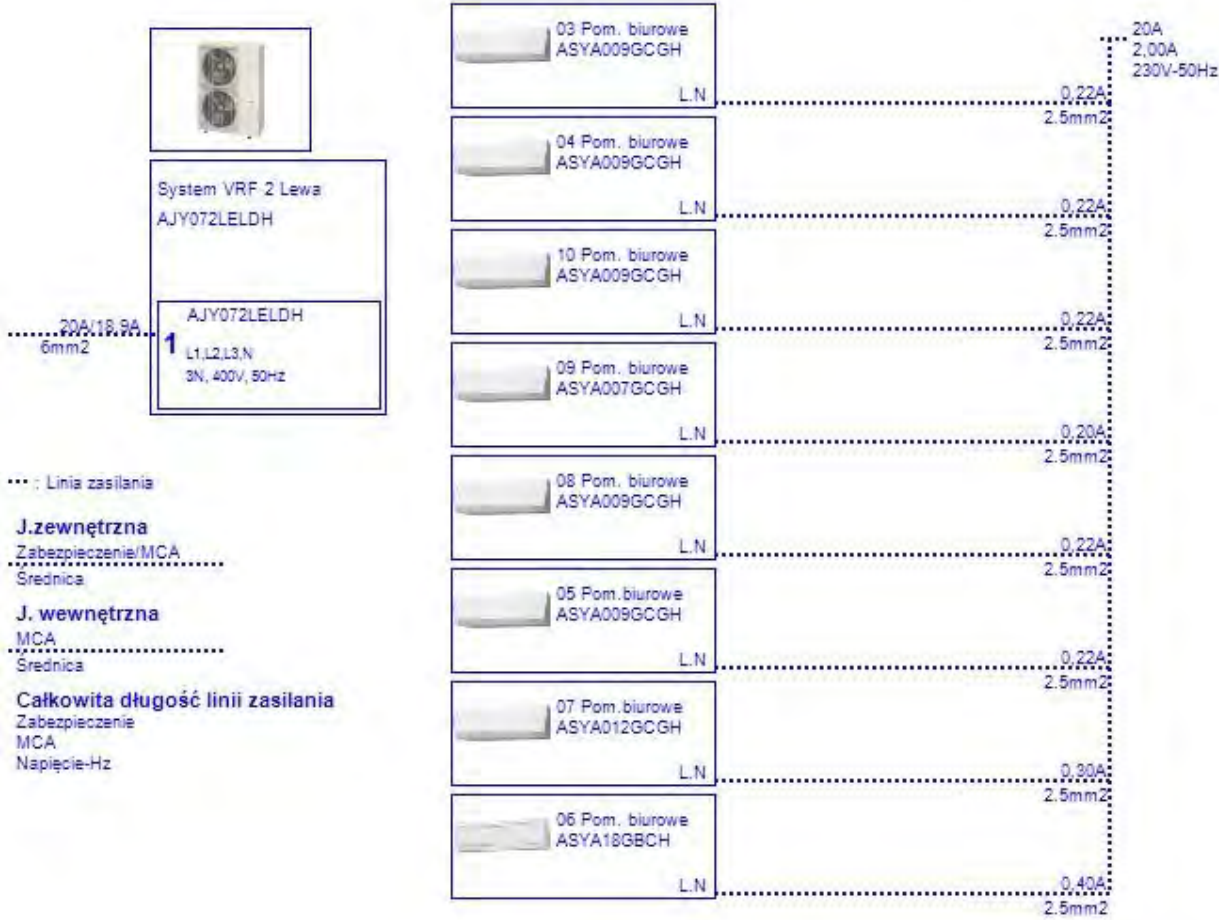 System VRF 2 Lewa
AJY072LELDH
20A/18,9A
6mm2
AJY072LELDH
1
L1,L2,L3,N
3N, 400V, 50Hz
: Linia zasilania
J.zewnętrzna
Zabezpieczenie/MCA
Średnica
J. wewnętrzna
MCA
Średnica
Całkowita długość linii zasilania
Zabezpieczenie
MCA
Napięcie-Hz
03 Pom. biurowe
ASYA009GCGH
L.N
0,22A
2.5mm2
04 Pom. biurowe
ASYA009GCGH
L.N
0,22A
2.5mm2
10 Pom. biurowe
ASYA009GCGH
L.N
0,22A
2.5mm2
09 Pom. biurowe
ASYA007GCGH
L.N
0,20A
2.5mm2
08 Pom. biurowe
ASYA009GCGH
L.N
0,22A
2.5mm2
05 Pom.biurowe
ASYA009GCGH
L.N
0,22A
2.5mm2
07 Pom.biurowe
ASYA012GCGH
L.N
0,30A
2.5mm2
06 Pom. biurowe
ASYA18GBCH
L.N
0,40A
2.5mm2
20A
2,00A
230V-50Hz